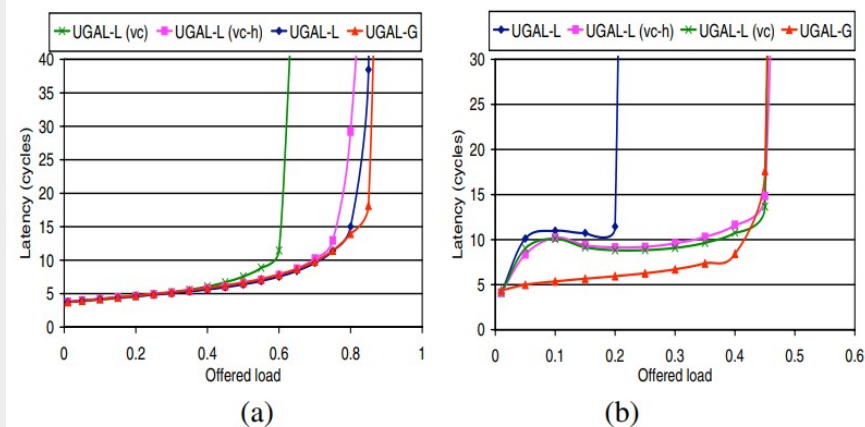 UGAL-L (vc) UGAL-L (vc-h) UGAL-L UGAL-G
40
35
30
25
20
15
10
5
0
Latency (cycles)
0 0.2 0.4 0.6 0.8 1
Offered load
(a)
UGAL-L UGAL-L (vc-h) UGAL-L (vc) UGAL-G
30
25
20
15
10
5
0
Latency (cycles)
0 0.1 0.2 0.3 0.4 0.5 0.6
Offered load
(b)